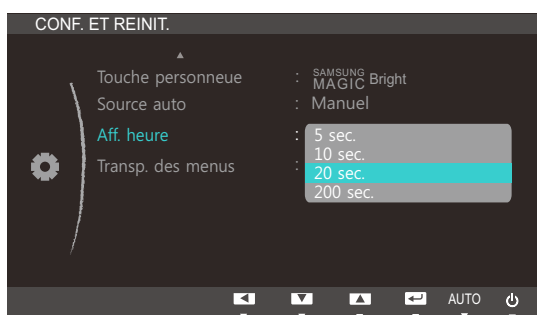 CONF. ET REINIT.
Touche personneue : SAMSUNG MAGIC Bright
Source auto : Manuel
Aff. heure : 5 sec.
10 sec.
20 sec.
Transp. des menus :
200 sec.
AUTO